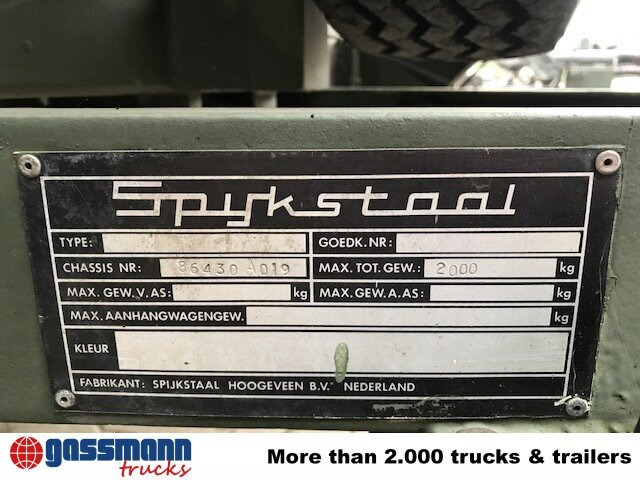 Spijkstaal
TYPE: GOEDK. NR:
CHASSIS NR: 86430 A019 MAX. TOT. GEW.: 2000 kg
MAX. GEW. V. AS: kg MAX. GEW. A. AS: kg
MAX. AANHANGWAGENGEW. kg
KLEUR
FABRIKANT: SPIJKSTAAL HOOGEVEEN B.V. NEDERLAND
gassmann
trucks
More than 2.000 trucks & trailers